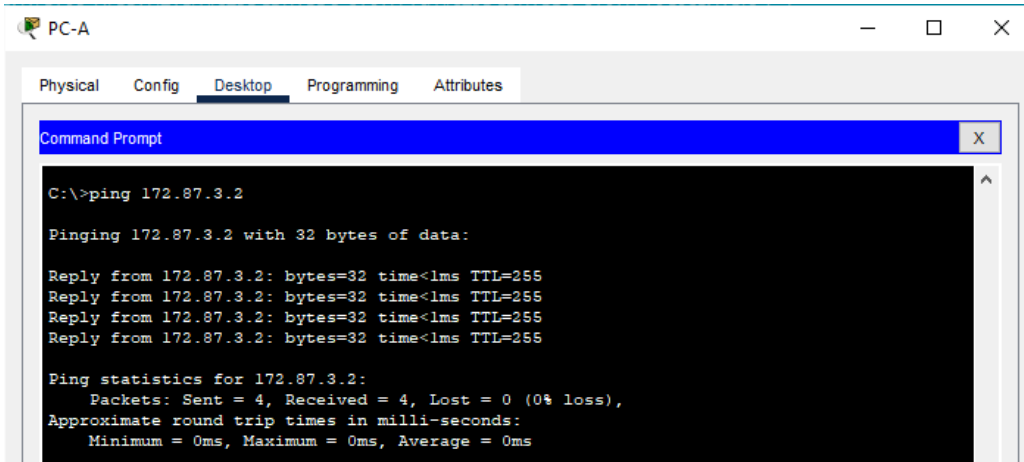 PC-A
Physical Config Desktop Programming Attributes
Command Prompt
X
C:\>ping 172.87.3.2
Pinging 172.87.3.2 with 32 bytes of data:
Reply from 172.87.3.2: bytes=32 time<1ms TTL=255
Reply from 172.87.3.2: bytes=32 time<1ms TTL=255
Reply from 172.87.3.2: bytes=32 time<1ms TTL=255
Reply from 172.87.3.2: bytes=32 time<1ms TTL=255
Ping statistics for 172.87.3.2:
Packets: Sent = 4, Received = 4, Lost = 0 (0% loss),
Approximate round trip times in milli-seconds:
Minimum = 0ms, Maximum = 0ms, Average = 0ms